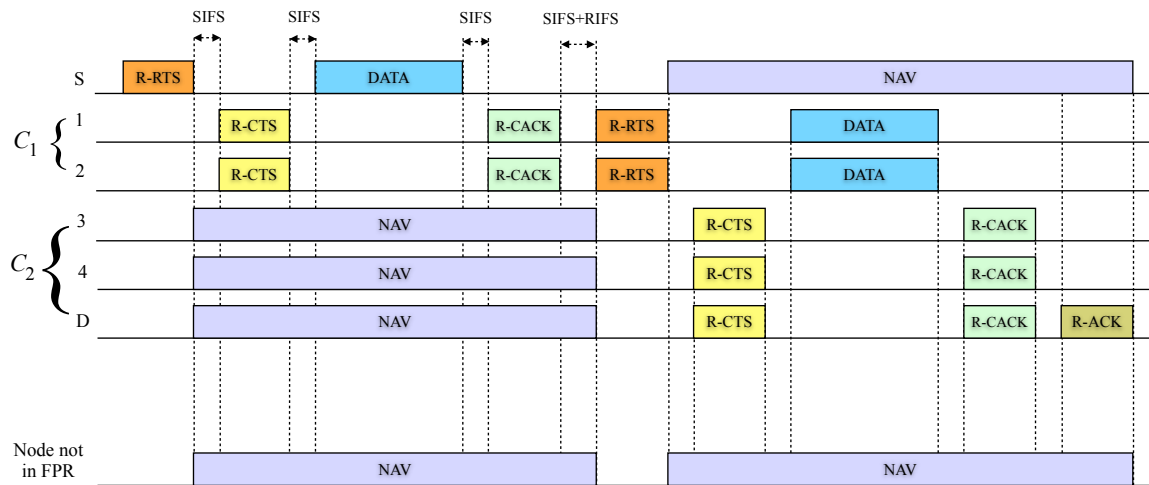 SIFS SIFS SIFS SIFS+RIFS
S R-RTS DATA NAV
C1 1 R-CTS R-CACK R-RTS DATA
2 R-CTS R-CACK R-RTS DATA
C2 3 NAV R-CTS R-CACK
4 NAV R-CTS R-CACK
D NAV R-CTS R-CACK R-ACK
Node not
in FPR NAV NAV